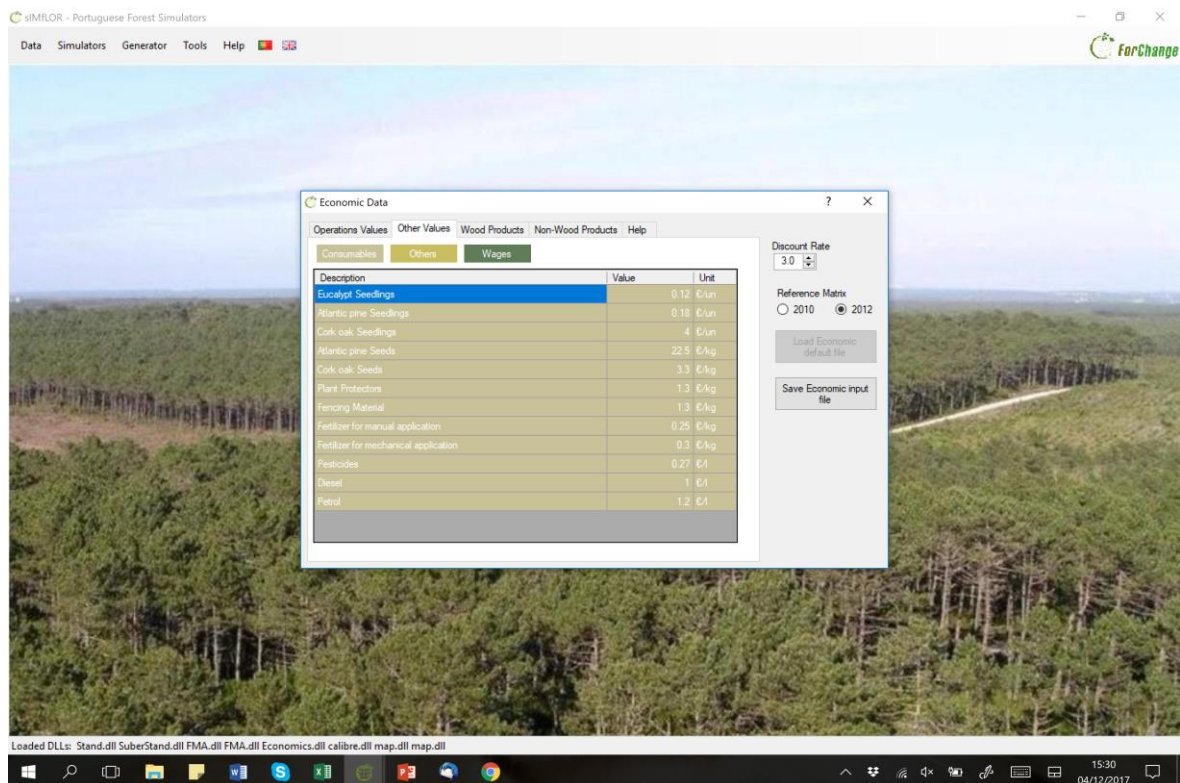 sIMfLOR - Portuguese Forest Simulators
Data Simulators Generator Tools Help
ForChange
Economic Data ?
Operations Values Other Values Wood Products Non-Wood Products Help
Consumables Others Wages
Description Value Unit
Eucalypt Seedlings 0.12 €/un
Atlantic pine Seedlings 0.18 €/un
Cork oak Seedlings 4 €/un
Atlantic pine Seeds 22.5 €/kg
Cork oak Seeds 3.3 €/kg
Plant Protectors 1.3 €/kg
Fencing Material 1.3 €/kg
Fertilizer for manual application 0.25 €/kg
Fertilizer for mechanical application 0.3 €/kg
Pesticides 0.27 €/l
Diesel 1 €/l
Petrol 1.2 €/l
Discount Rate
3.0
Reference Matrix
2010 2012
Load Economic
default file
Save Economic input
file
Loaded DLLs: Stand.dll SuberStand.dll FMA.dll FMA.dll Economics.dll calibre.dll map.dll map.dll
15:30
04/12/2017